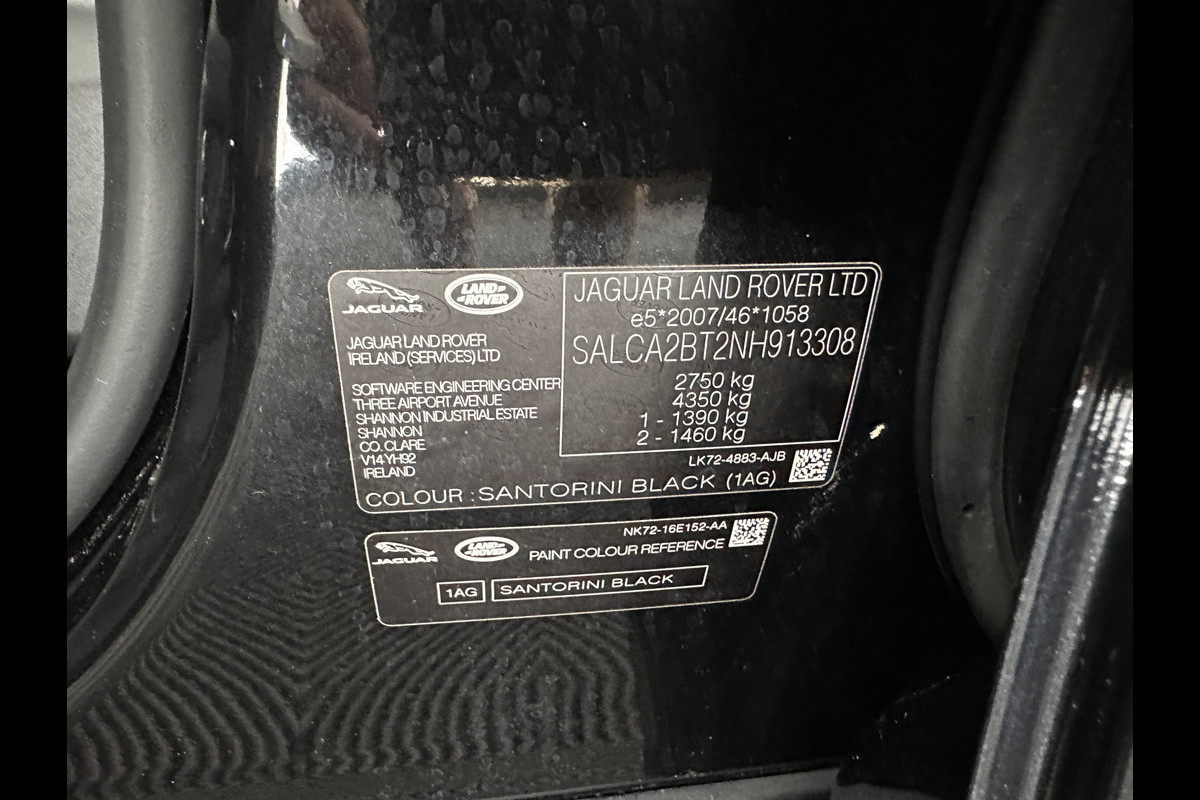 JAGUAR
LAND ROVER
JAGUAR LAND ROVER
IRELAND (SERVICES) LTD
SOFTWARE ENGINEERING CENTER
THREE AIRPORT AVENUE
SHANNON INDUSTRIAL ESTATE
SHANNON
CO. CLARE
V14 YH92
IRELAND
JAGUAR LAND ROVER LTD
e5*2007/46*1058
SALCA2BT2NH913308
2750 kg
4350 kg
1 - 1390 kg
2 - 1460 kg
LK72-4883-AJB
COLOUR : SANTORINI BLACK (1AG)
NK72-16E152-AA
JAGUAR
LAND ROVER
PAINT COLOUR REFERENCE
1AG SANTORINI BLACK